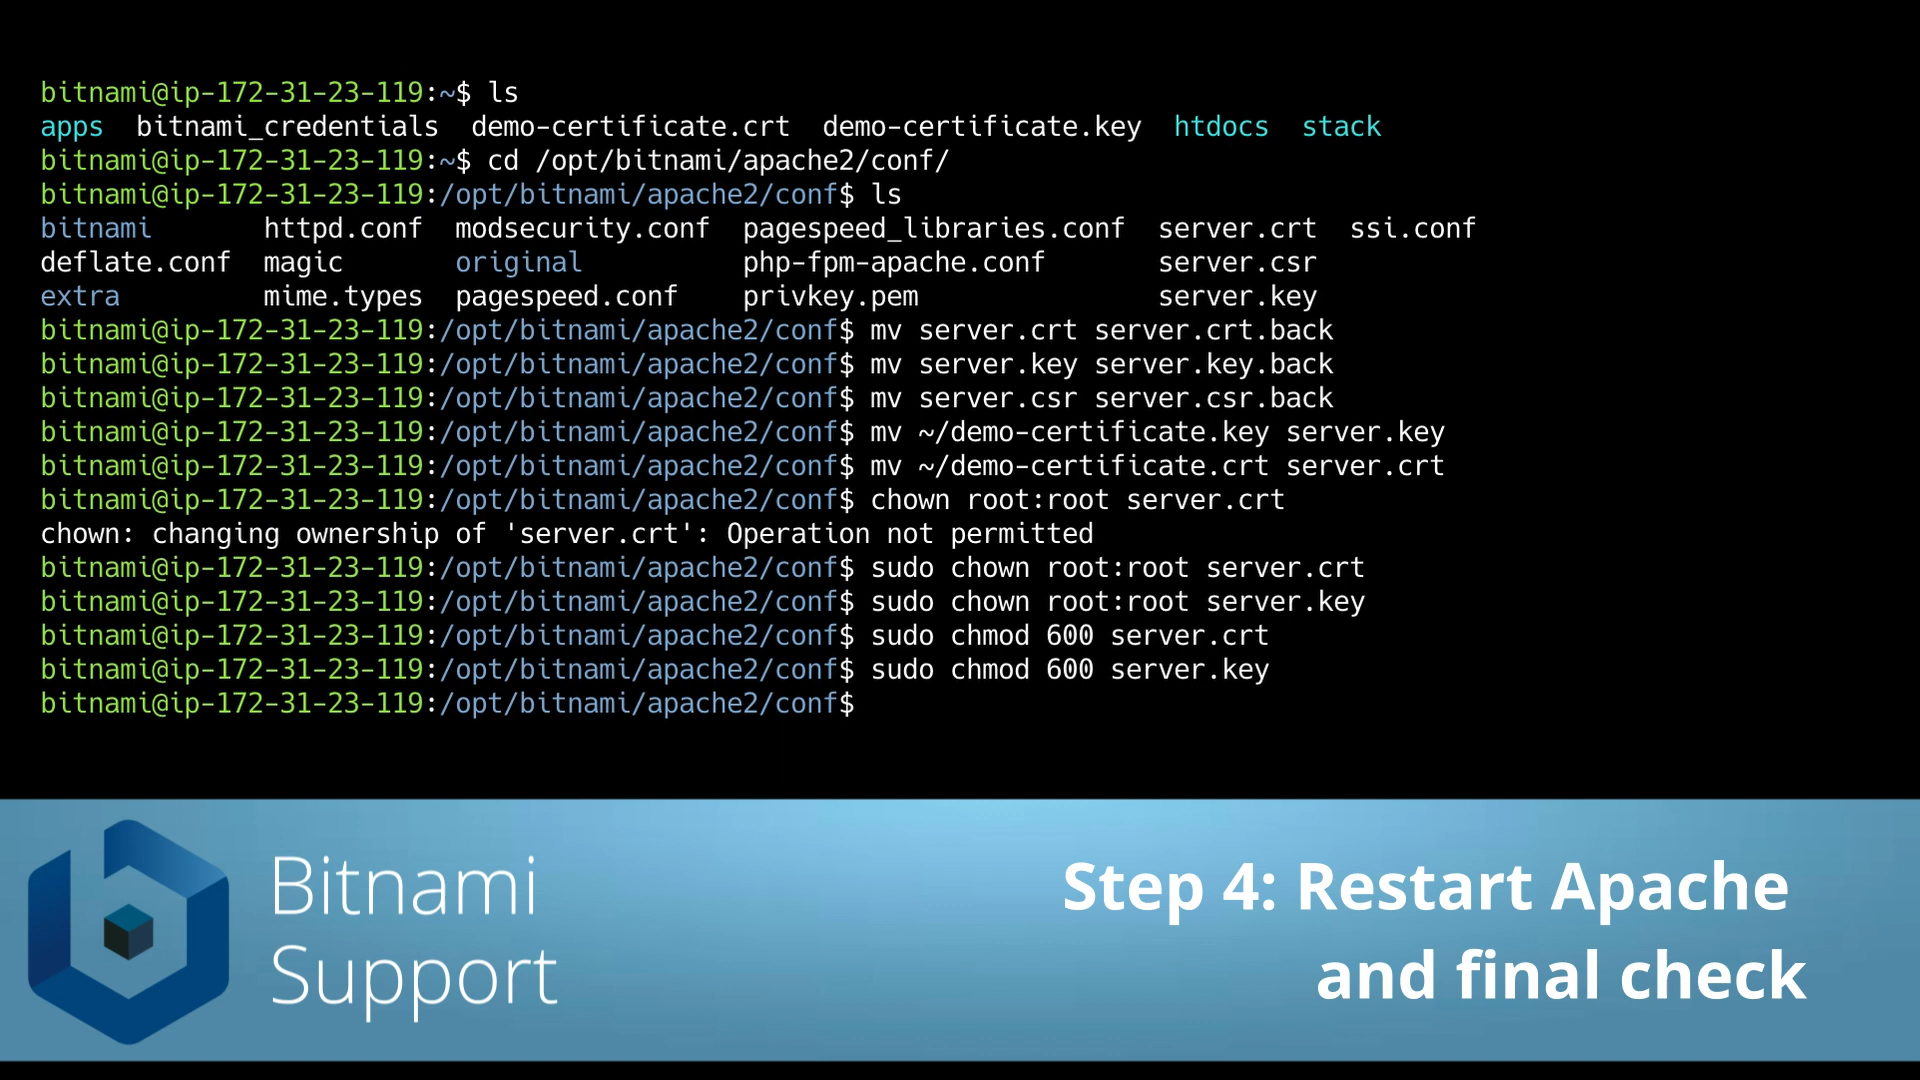 bitnami@ip-172-31-23-119:~$ ls
apps  bitnami_credentials  demo-certificate.crt  demo-certificate.key  htdocs  stack
bitnami@ip-172-31-23-119:~$ cd /opt/bitnami/apache2/conf/
bitnami@ip-172-31-23-119:/opt/bitnami/apache2/conf$ ls
bitnami       httpd.conf  modsecurity.conf  pagespeed_libraries.conf  server.crt  ssi.conf
deflate.conf  magic       original          php-fpm-apache.conf       server.csr
extra         mime.types  pagespeed.conf    privkey.pem               server.key
bitnami@ip-172-31-23-119:/opt/bitnami/apache2/conf$ mv server.crt server.crt.back
bitnami@ip-172-31-23-119:/opt/bitnami/apache2/conf$ mv server.key server.key.back
bitnami@ip-172-31-23-119:/opt/bitnami/apache2/conf$ mv server.csr server.csr.back
bitnami@ip-172-31-23-119:/opt/bitnami/apache2/conf$ mv ~/demo-certificate.key server.key
bitnami@ip-172-31-23-119:/opt/bitnami/apache2/conf$ mv ~/demo-certificate.crt server.crt
bitnami@ip-172-31-23-119:/opt/bitnami/apache2/conf$ chown root:root server.crt
chown: changing ownership of 'server.crt': Operation not permitted
bitnami@ip-172-31-23-119:/opt/bitnami/apache2/conf$ sudo chown root:root server.crt
bitnami@ip-172-31-23-119:/opt/bitnami/apache2/conf$ sudo chown root:root server.key
bitnami@ip-172-31-23-119:/opt/bitnami/apache2/conf$ sudo chmod 600 server.crt
bitnami@ip-172-31-23-119:/opt/bitnami/apache2/conf$ sudo chmod 600 server.key
bitnami@ip-172-31-23-119:/opt/bitnami/apache2/conf$
Bitnami
Support
Step 4: Restart Apache
and final check